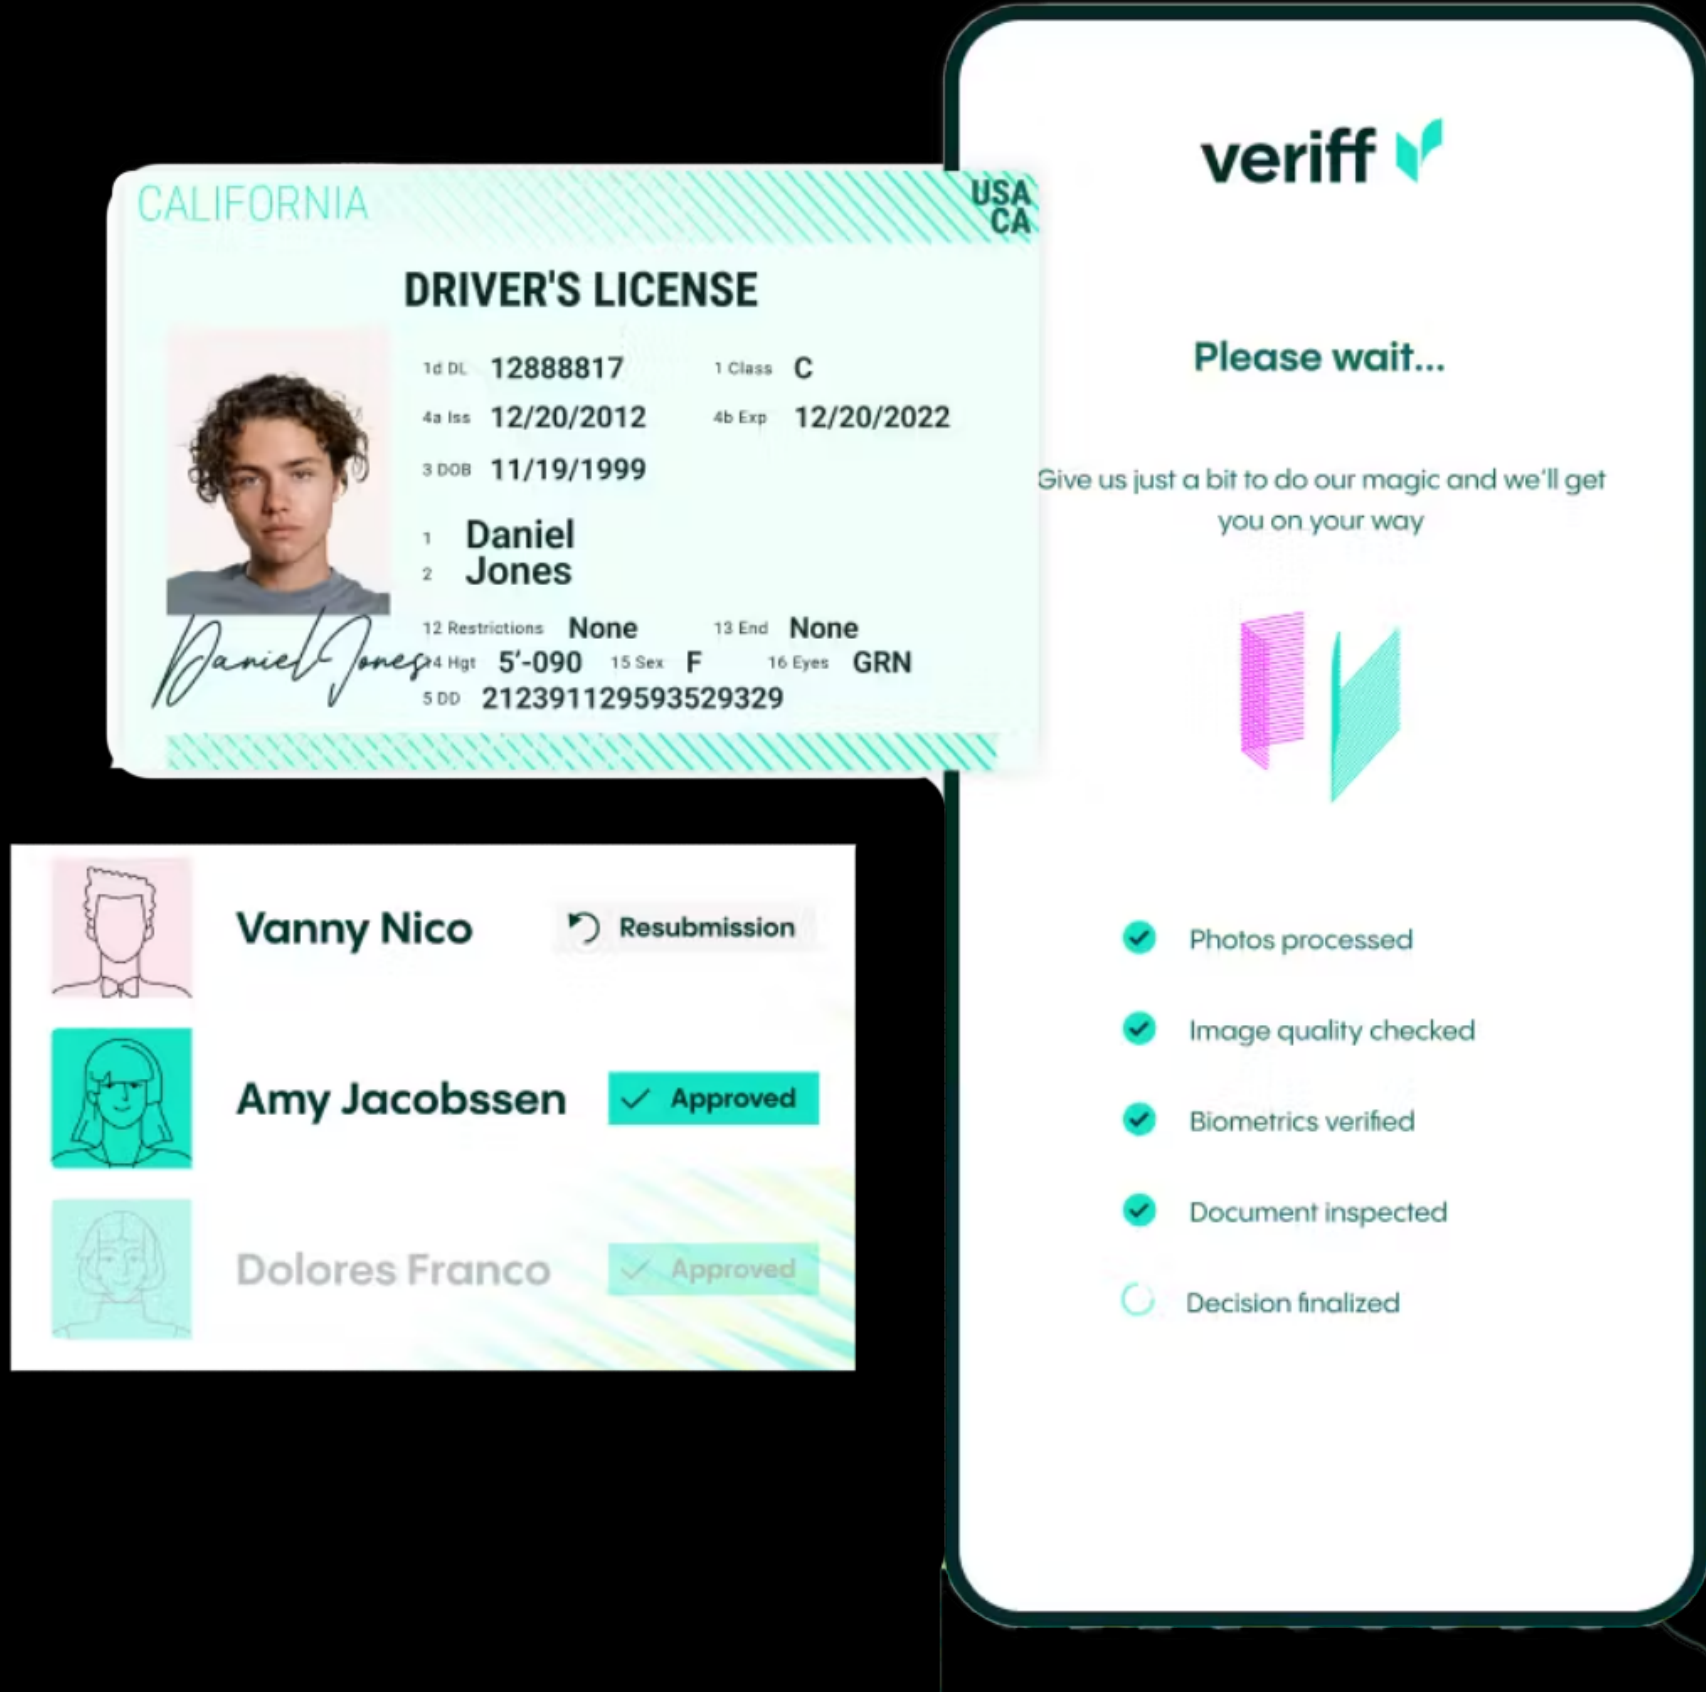 CALIFORNIA
USA
CA
DRIVER'S LICENSE
1d DL 12888817 1 Class C
4a Iss 12/20/2012 4b Exp 12/20/2022
3 DOB 11/19/1999
1 Daniel
2 Jones
12 Restrictions None 13 End None
Daniel Jones
14 Hgt 5'-090 15 Sex F 16 Eyes GRN
5 DD 212391129593529329
Vanny Nico Resubmission
Amy Jacobssen Approved
Dolores Franco Approved
veriff
Please wait...
Give us just a bit to do our magic and we'll get
you on your way
Photos processed
Image quality checked
Biometrics verified
Document inspected
Decision finalized